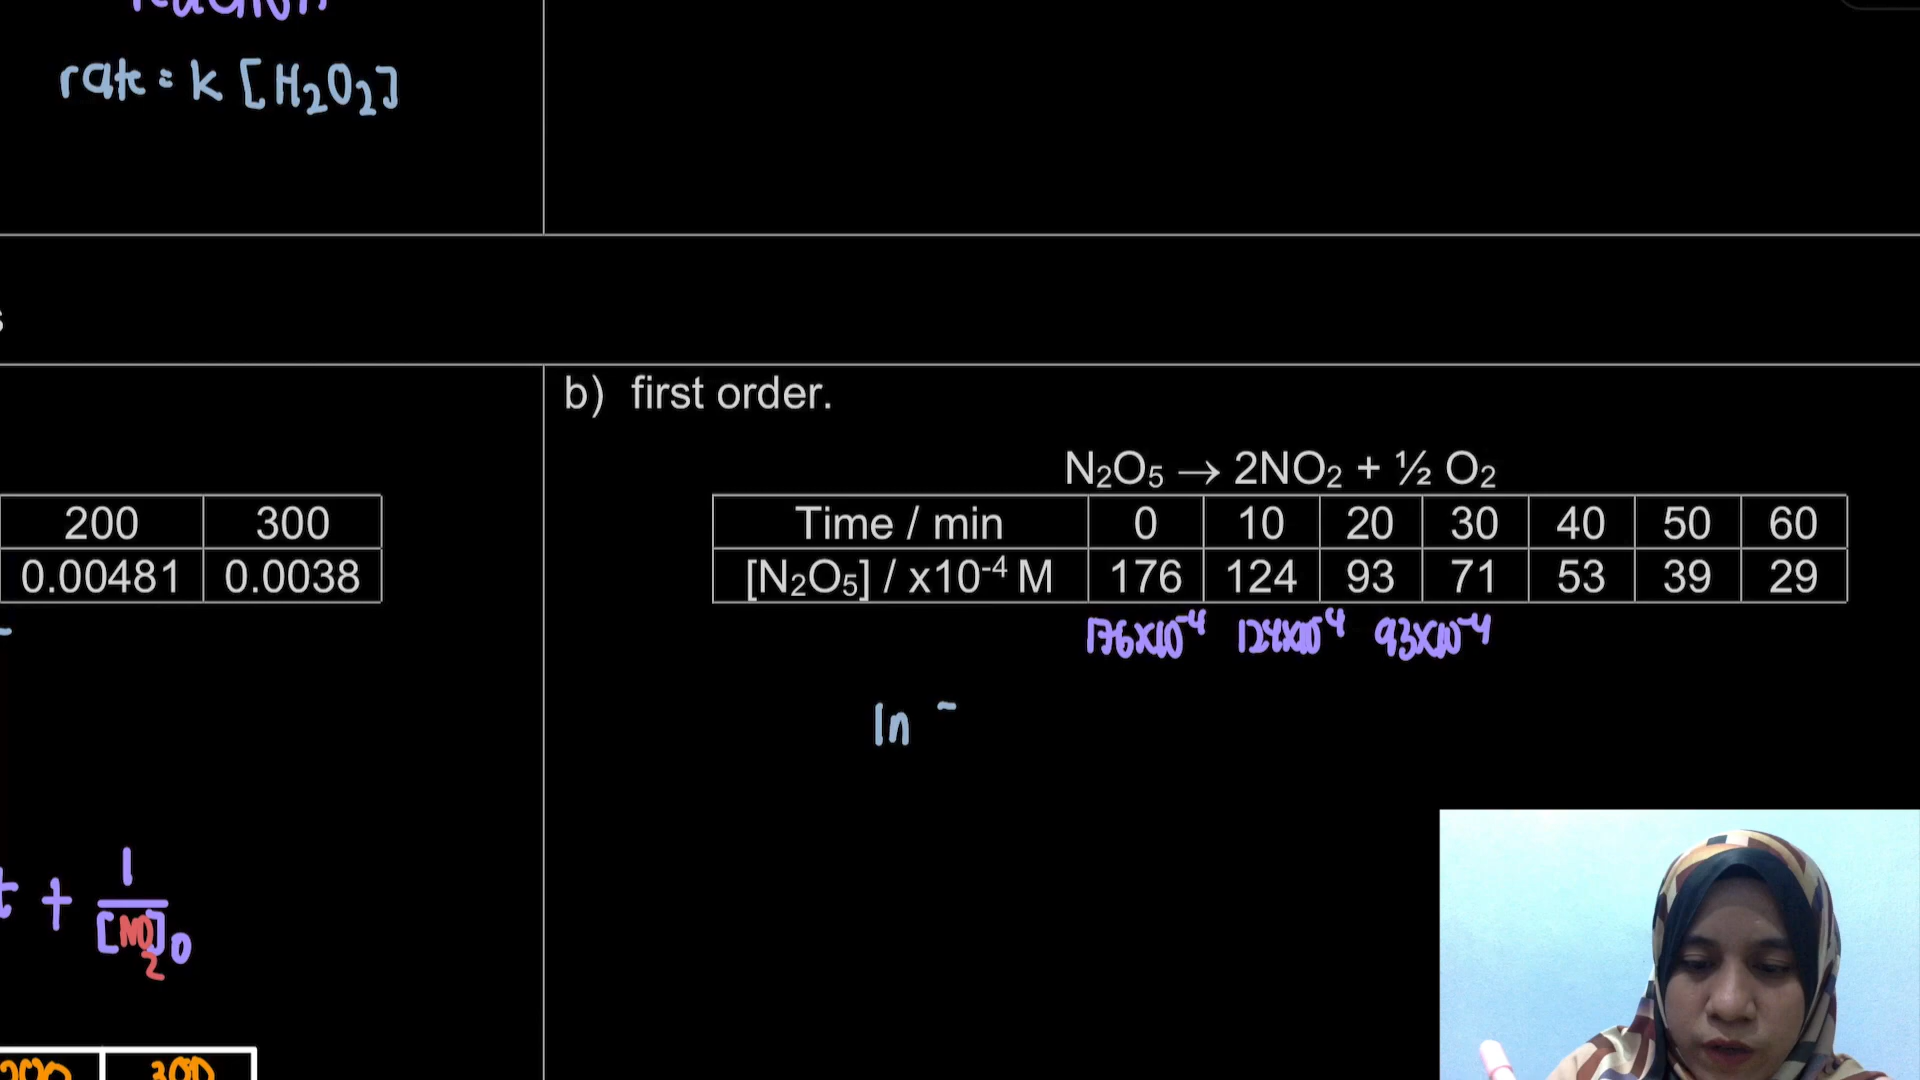 rate = k [H₂O₂]
s
b) first order.
N₂O₅ → 2NO₂ + ½ O₂
200 300
0.00481 0.0038
Time / min 0 10 20 30 40 50 60
[N₂O₅] / x10⁻⁴ M 176 124 93 71 53 39 29
176x10⁻⁴ 124x10⁻⁴ 93x10⁻⁴
ln
t + 1
[NO₂]₀
300